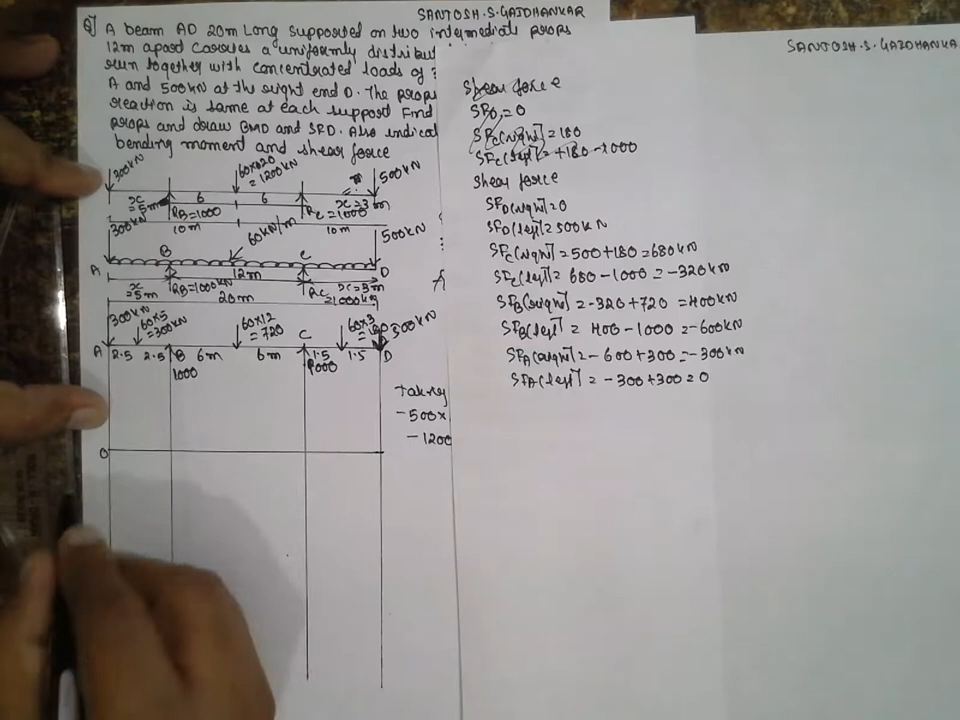 SANTOSH.S.GAJDHANKAR
Q) A beam AD 20m Long supported on two intermediate props
12m apart carries a uniformly distribut
run together with concentrated loads of 3
A and 500kN at the right end D. The props
reaction is same at each support Find
props and draw BMD and SFD. Also indicat
bending moment and shear force
300kN
60x20
=1200kN
500kN
x
=5m
6
6
x=3m
RB=1000
RC=1000
10m
10m
300kN
60kN/m
500kN
A
B
C
D
12m
x
=5m
RB=1000kN
RC
=1000kN
x=3m
20m
300kN
60x5
=300kN
60x12
=720
60x3
300kN
A
2.5
2.5
B
6m
6m
C
1.5
1.5
D
1000
1000
0
Taking
-500x
-1200
Shear force
SFD=0
SFC[right]=180
SFC[left]=+180-1000
Shear force
SFD(right)=0
SFD(left)=500kN
SFC(right]=500+180=680kN
SFC(left]=680-1000=-320kN
SFB(right]=-320+720=400kN
SFB(left]=400-1000=-600kN
SFA(right]=-600+300=-300kN
SFA(left]=-300+300=0
SANTOSH.S.GAJDHANKA